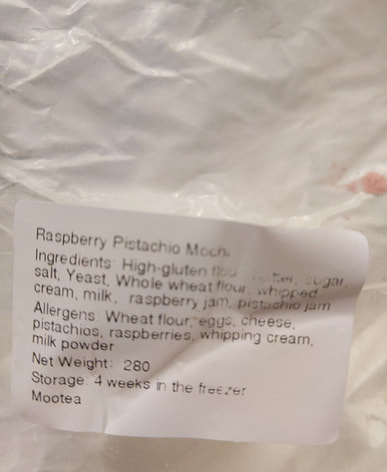 Raspberry Pistachio Moch
Ingredients: High-gluten sugar,
salt, Yeast, Whole wheat flour, whipped
cream, milk, raspberry jam, pistachio jam
Allergens: Wheat flour, eggs, cheese,
pistachios, raspberries, whipping cream,
milk powder
Net Weight: 280
Storage: 4 weeks in the freezer
Mootea